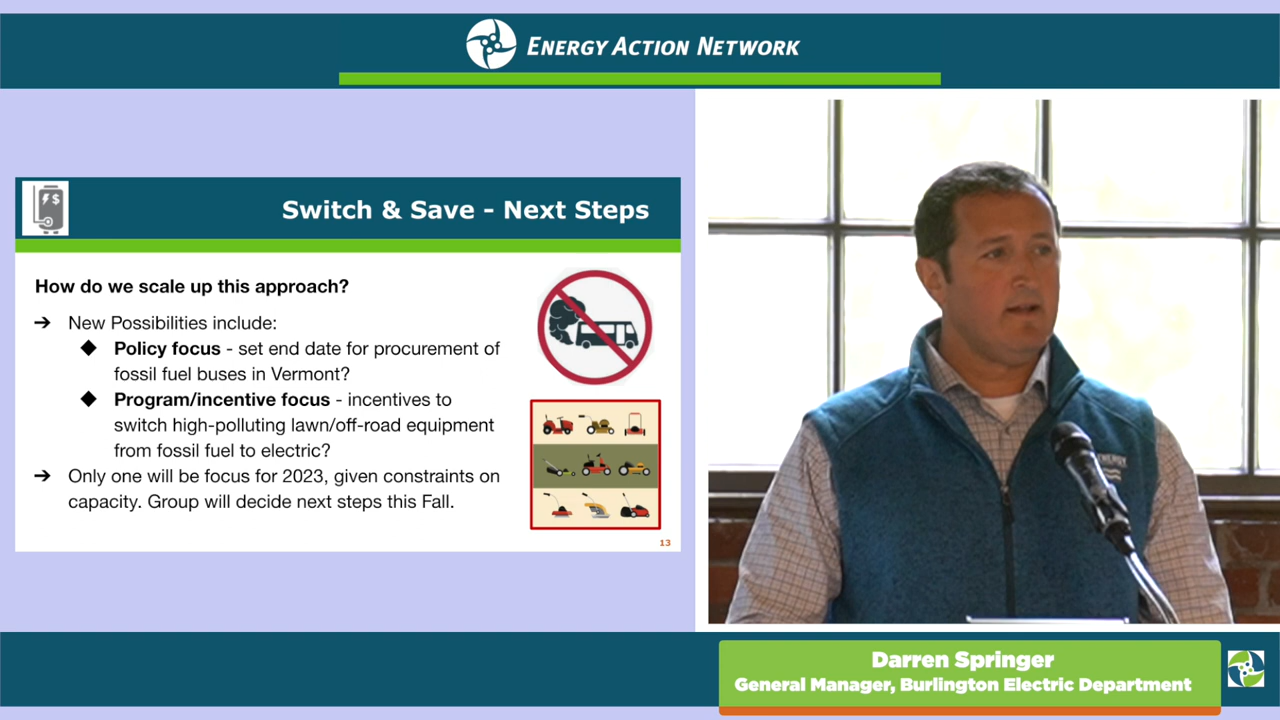 ENERGY ACTION NETWORK
Switch & Save - Next Steps
How do we scale up this approach?
➔ New Possibilities include:
◆ Policy focus - set end date for procurement of
fossil fuel buses in Vermont?
◆ Program/incentive focus - incentives to
switch high-polluting lawn/off-road equipment
from fossil fuel to electric?
➔ Only one will be focus for 2023, given constraints on
capacity. Group will decide next steps this Fall.
13
Darren Springer
General Manager, Burlington Electric Department